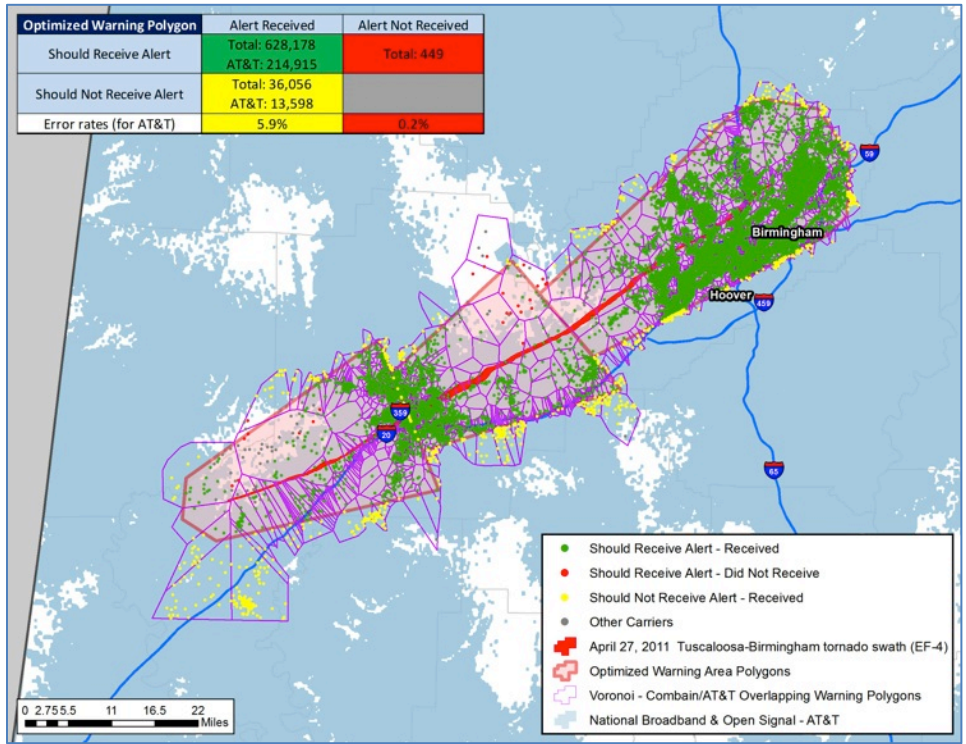 Optimized Warning Polygon Alert Received Alert Not Received
Should Receive Alert Total: 628,178 Total: 449
AT&T: 214,915
Should Not Receive Alert Total: 36,056
AT&T: 13,598
Error rates (for AT&T) 5.9% 0.2%
59
Birmingham
Hoover
459
359
20
65
Should Receive Alert - Received
Should Receive Alert - Did Not Receive
Should Not Receive Alert - Received
Other Carriers
April 27, 2011 Tuscaloosa-Birmingham tornado swath (EF-4)
Optimized Warning Area Polygons
Voronoi - Combain/AT&T Overlapping Warning Polygons
National Broadband & Open Signal - AT&T
0 2.75 5.5 11 16.5 22
Miles